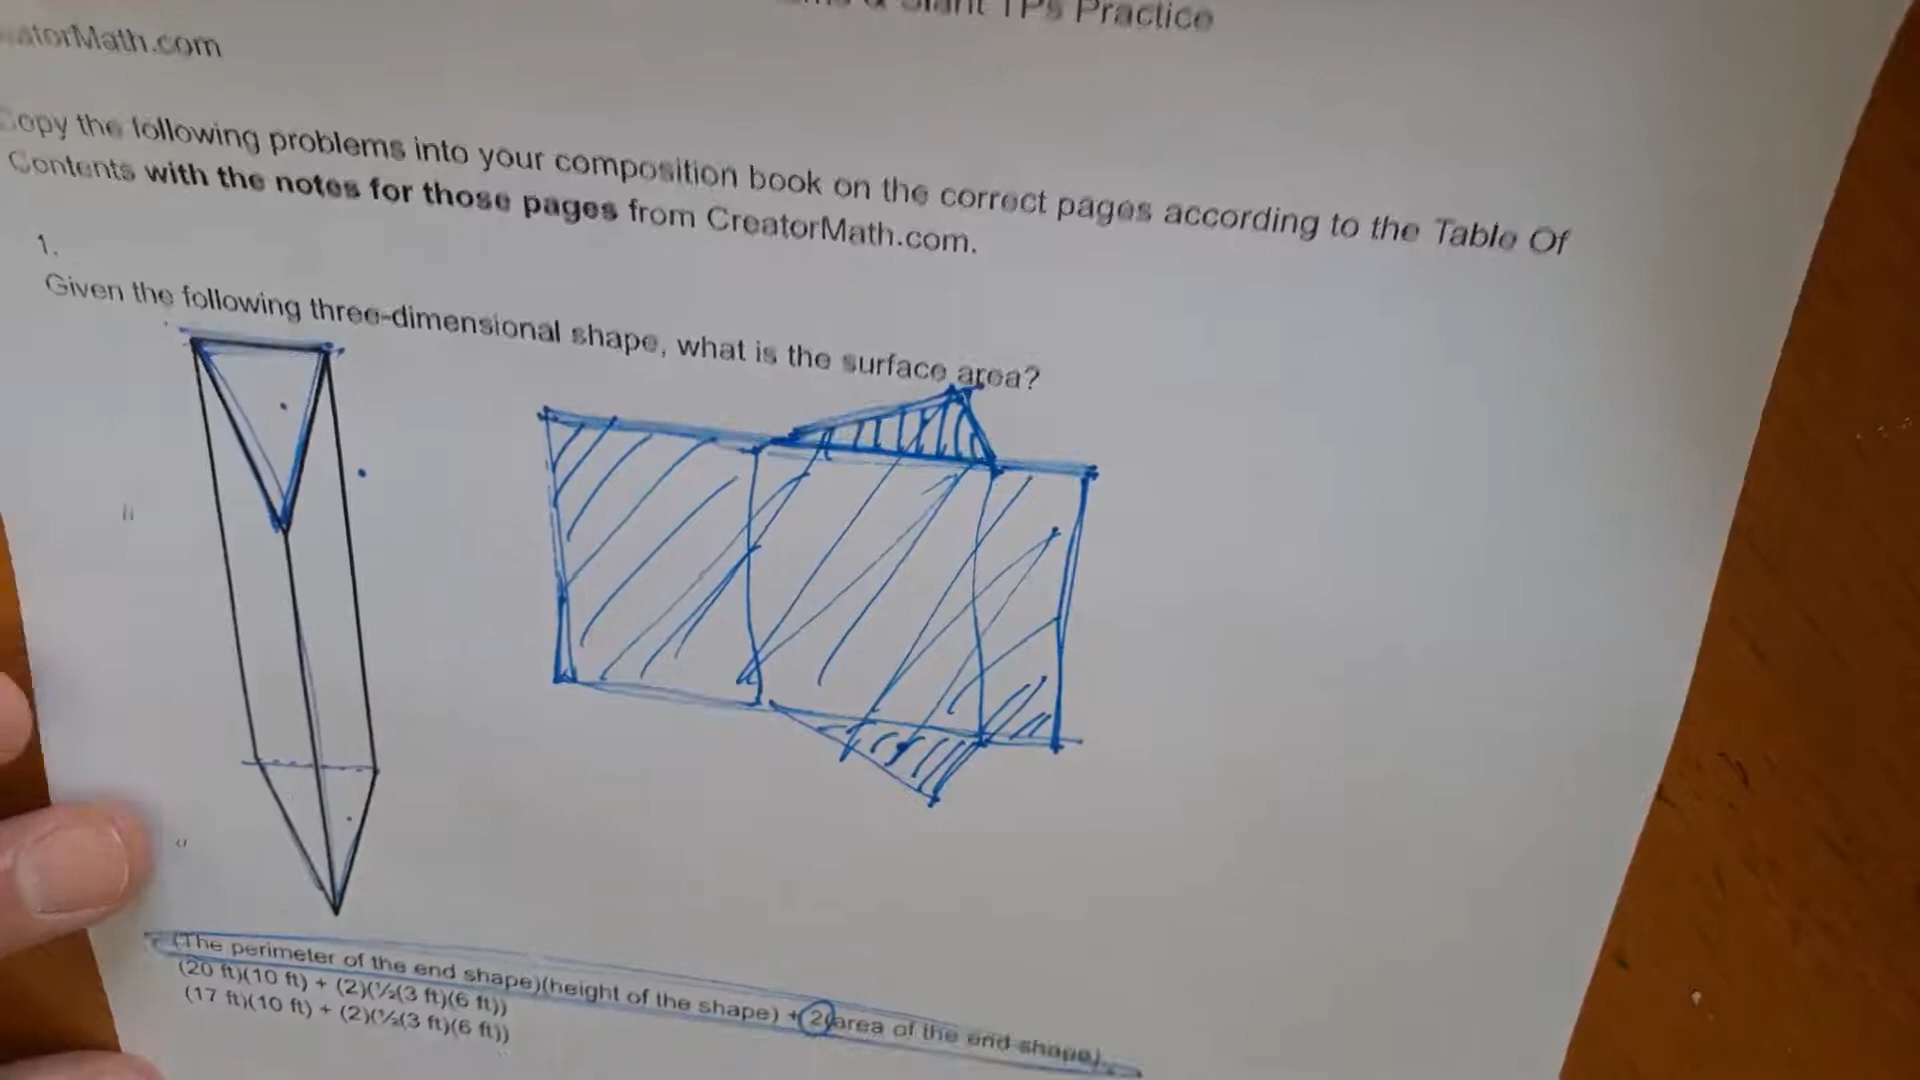 TPs Practice
atorMath.com
opy the following problems into your composition book on the correct pages according to the Table Of
Contents with the notes for those pages from CreatorMath.com.
1.
Given the following three-dimensional shape, what is the surface area?
(The perimeter of the end shape)(height of the shape) + 2(area of the end shape)
(20 ft)(10 ft) + (2)(½(3 ft)(6 ft))
(17 ft)(10 ft) + (2)(½(3 ft)(6 ft))